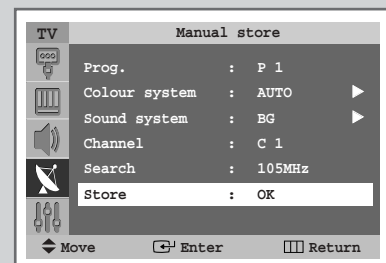 TV Manual store
Prog. : P 1
Colour system : AUTO
Sound system : BG
Channel : C 1
Search : 105MHz
Store : OK
Move Enter Return